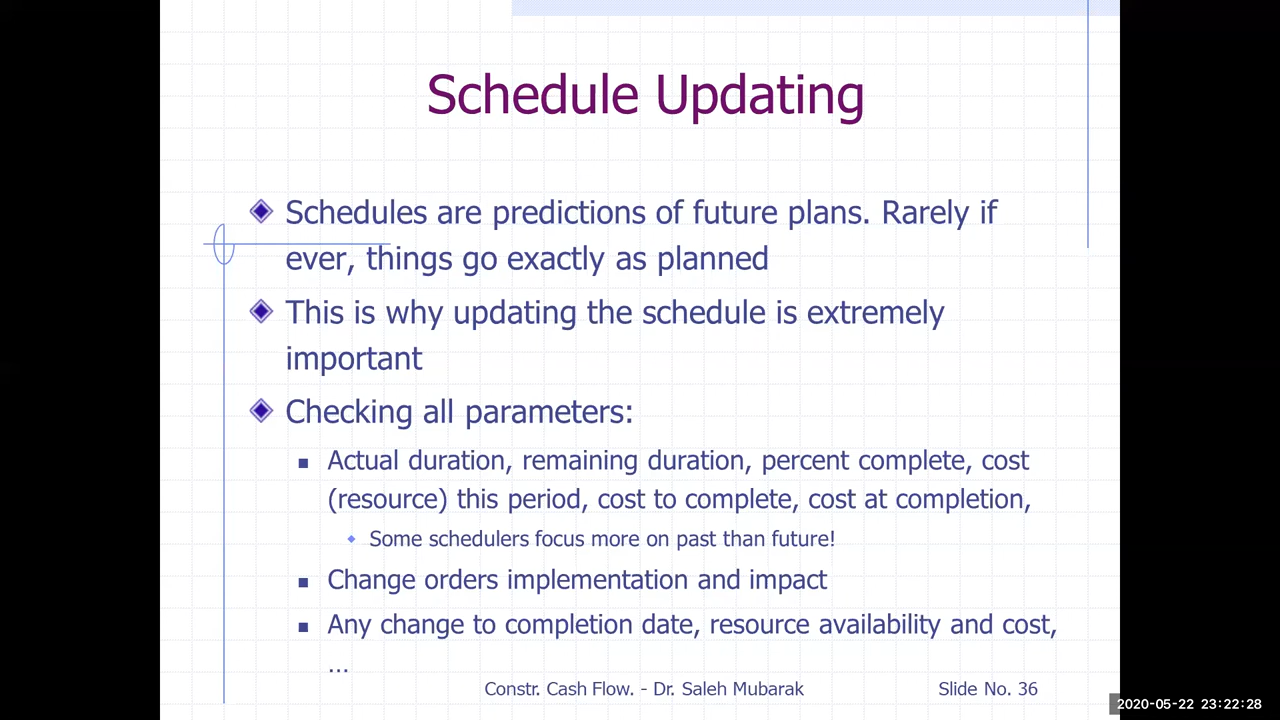 Schedule Updating
Schedules are predictions of future plans. Rarely if
ever, things go exactly as planned
This is why updating the schedule is extremely
important
Checking all parameters:
Actual duration, remaining duration, percent complete, cost
(resource) this period, cost to complete, cost at completion,
Some schedulers focus more on past than future!
Change orders implementation and impact
Any change to completion date, resource availability and cost,
...
Constr. Cash Flow. - Dr. Saleh Mubarak
Slide No. 36
2020-05-22 23:22:28